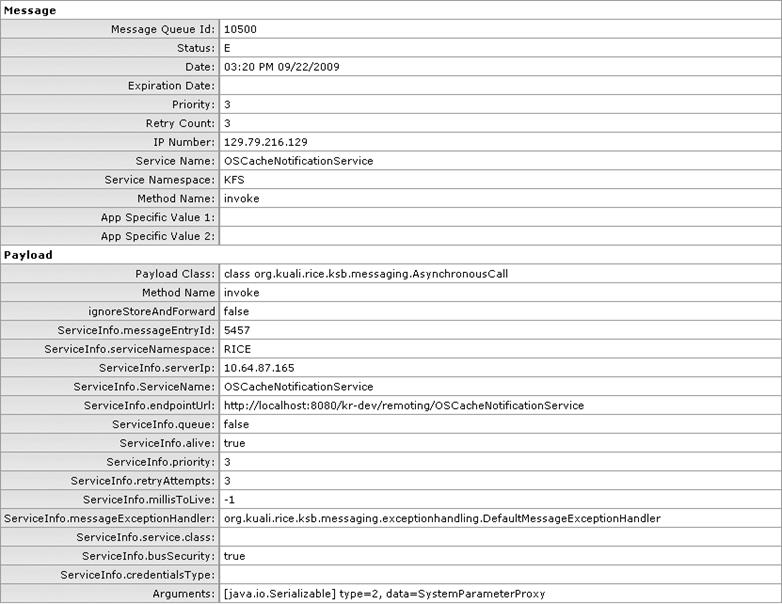 Message
Message Queue Id: 10500
Status: E
Date: 03:20 PM 09/22/2009
Expiration Date:
Priority: 3
Retry Count: 3
IP Number: 129.79.216.129
Service Name: OSCacheNotificationService
Service Namespace: KFS
Method Name: invoke
App Specific Value 1:
App Specific Value 2:
Payload
Payload Class: class org.kuali.rice.ksb.messaging.AsynchronousCall
Method Name invoke
ignoreStoreAndForward false
ServiceInfo.messageEntryId: 5457
ServiceInfo.serviceNamespace: RICE
ServiceInfo.serverIp: 10.64.87.165
ServiceInfo.ServiceName: OSCacheNotificationService
ServiceInfo.endpointUrl: http://localhost:8080/kr-dev/remoting/OSCacheNotificationService
ServiceInfo.queue: false
ServiceInfo.alive: true
ServiceInfo.priority: 3
ServiceInfo.retryAttempts: 3
ServiceInfo.millisToLive: -1
ServiceInfo.messageExceptionHandler: org.kuali.rice.ksb.messaging.exceptionhandling.DefaultMessageExceptionHandler
ServiceInfo.service.class:
ServiceInfo.busSecurity: true
ServiceInfo.credentialsType:
Arguments: [java.io.Serializable] type=2, data=SystemParameterProxy